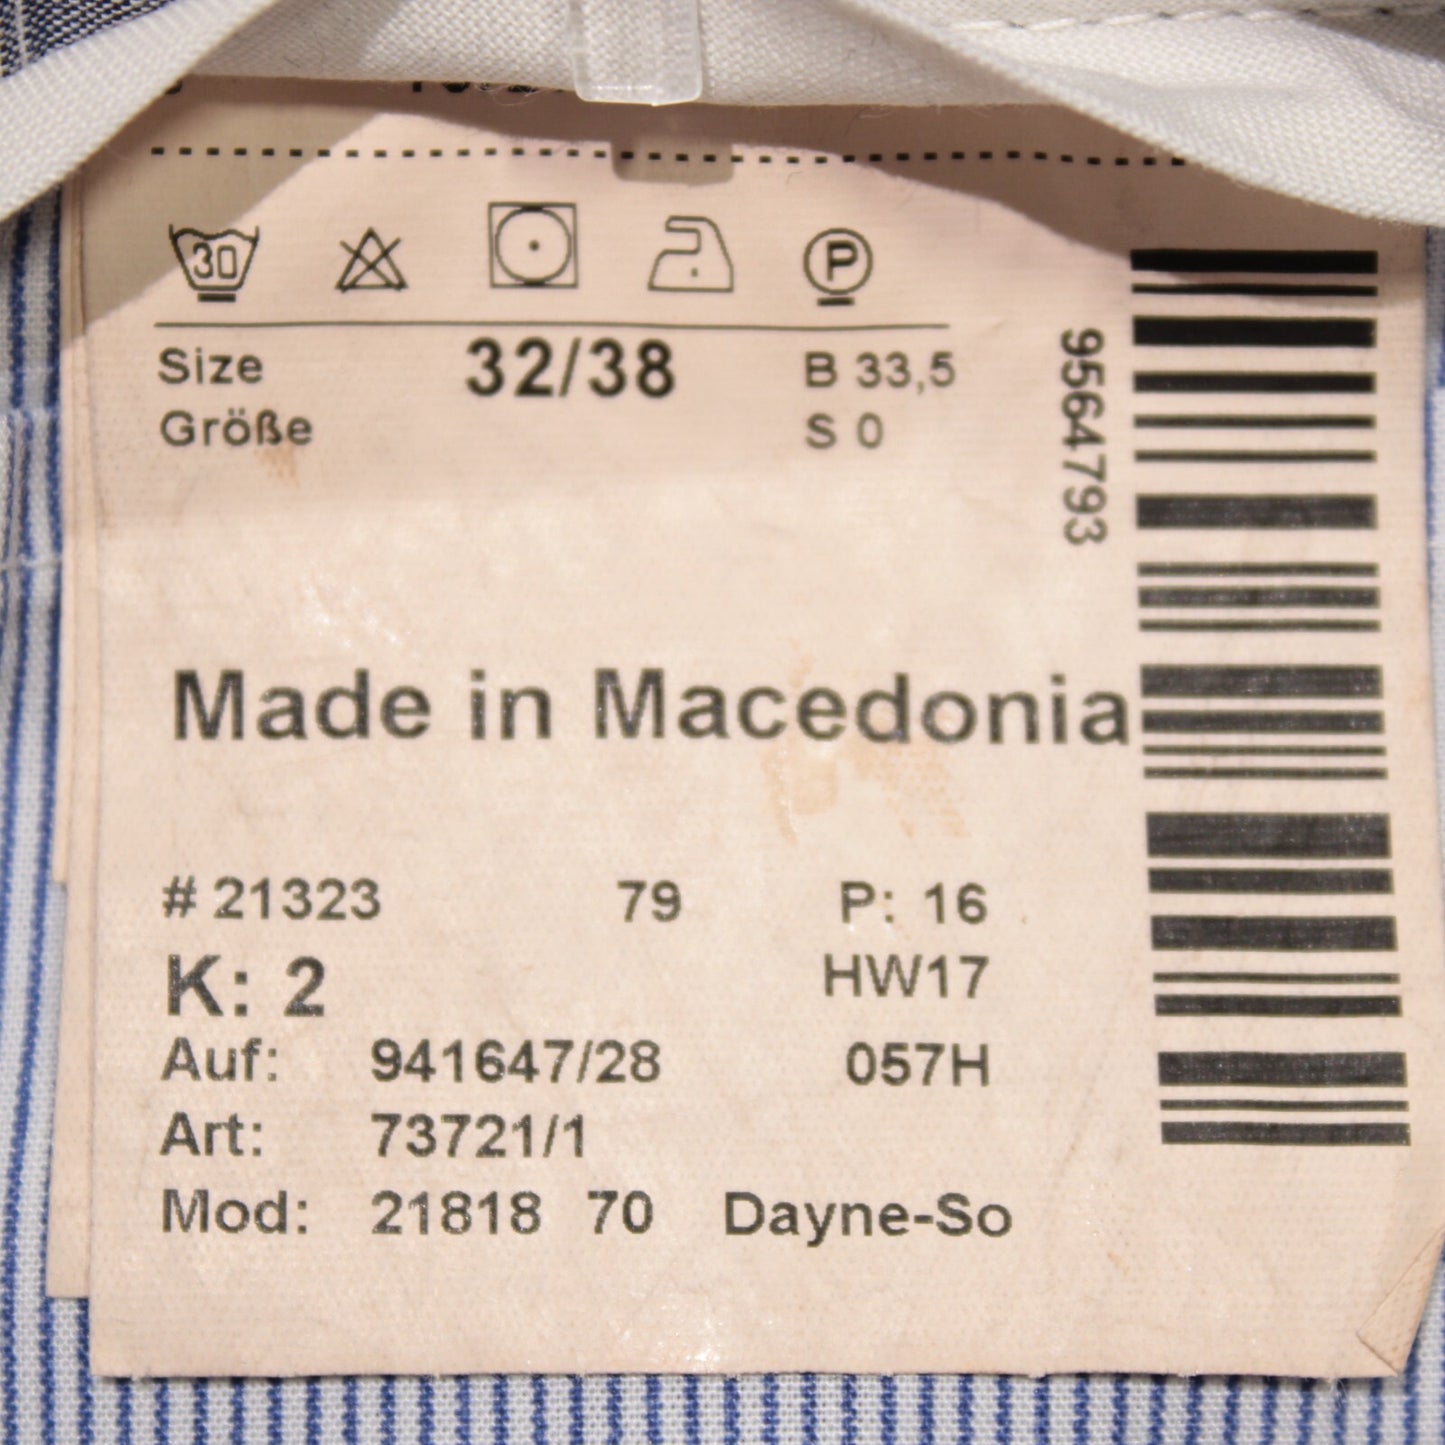 30 P
Size 32/38 B 33,5
Größe S 0
9564793
Made in Macedonia
# 21323 79 P: 16
K: 2 HW17
Auf: 941647/28 057H
Art: 73721/1
Mod: 21818 70 Dayne-So